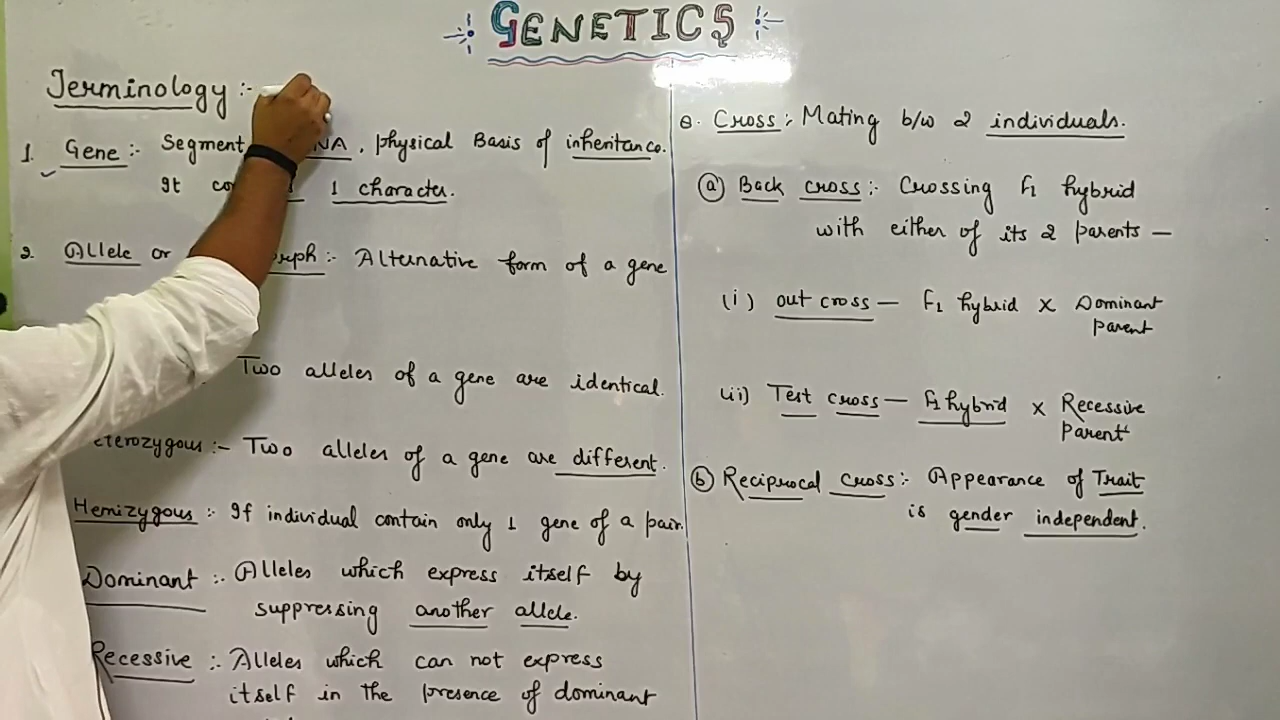 GENETICS
Terminology :-
1. Gene :- Segment NA, physical Basis of inheritance.
It 1 character.
2. Allele or orph :- Alternative form of a gene
Two alleles of a gene are identical.
eterozygous :- Two alleles of a gene are different.
Hemizygous :- If individual contain only 1 gene of a pair.
Dominant :- Alleles which express itself by
suppressing another allele.
Recessive :- Alleles which can not express
itself in the presence of dominant
8. Cross :- Mating b/w 2 individuals.
(a) Back cross :- Crossing F1 hybrid
with either of its 2 parents —
(i) out cross — F1 hybrid x Dominant
parent
(ii) Test cross — F1 hybrid x Recessive
Parent
(b) Reciprocal cross :- Appearance of Trait
is gender independent.